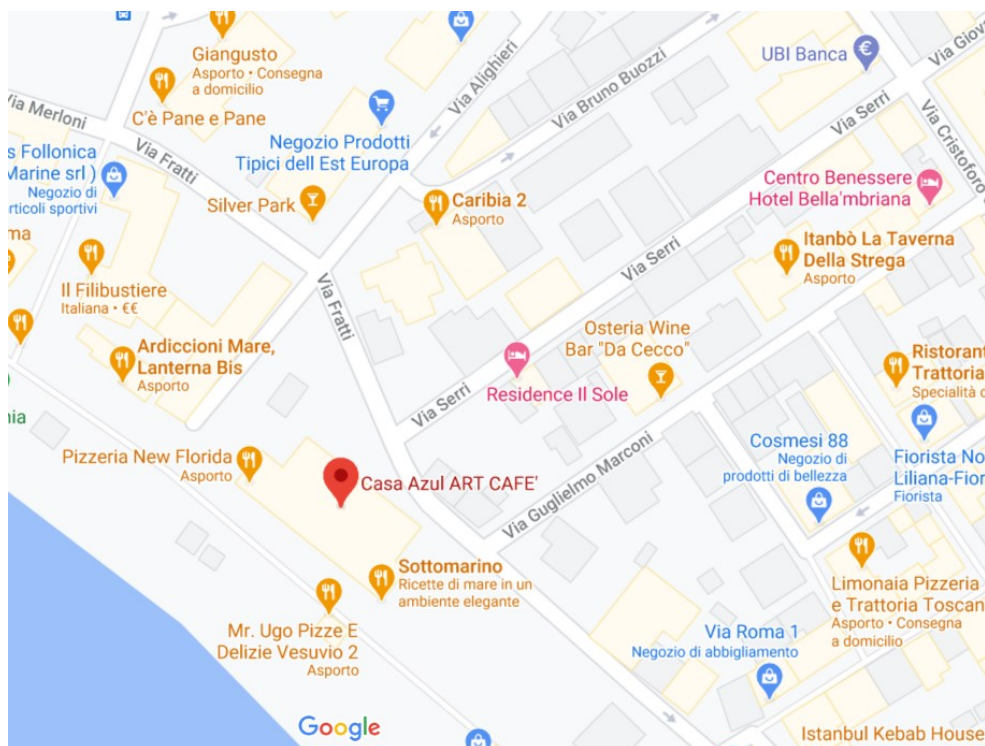 Giangusto
Asporto • Consegna
a domicilio
UBI Banca
€
Via Giova
C'è Pane e Pane
Via Alighieri
Via Bruno Buozzi
Via Merloni
Via Fratti
Negozio Prodotti
Tipici dell Est Europa
Via Serri
Via Cristoforo
s Follonica
Marine srl )
Negozio di
rticoli sportivi
Centro Benessere
Hotel Bella'mbriana
Silver Park
Caribia 2
Asporto
ma
Itanbò La Taverna
Della Strega
Asporto
Il Filibustiere
Italiana • €€
Via Fratti
Via Serri
Osteria Wine
Bar "Da Cecco"
Ardiccioni Mare,
Lanterna Bis
Asporto
Residence Il Sole
Ristorant
Trattoria
Specialità d
Via Serri
nia
Cosmesi 88
Negozio di
prodotti di bellezza
Fiorista No
Liliana-Fior
Fiorista
Pizzeria New Florida
Asporto
Casa Azul ART CAFE'
Via Guglielmo Marconi
Sottomarino
Ricette di mare in un
ambiente elegante
Limonaia Pizzeria
e Trattoria Toscan
Asporto • Consegna
a domicilio
Mr. Ugo Pizze E
Delizie Vesuvio 2
Asporto
Via Roma 1
Negozio di abbigliamento
Google
Istanbul Kebab House